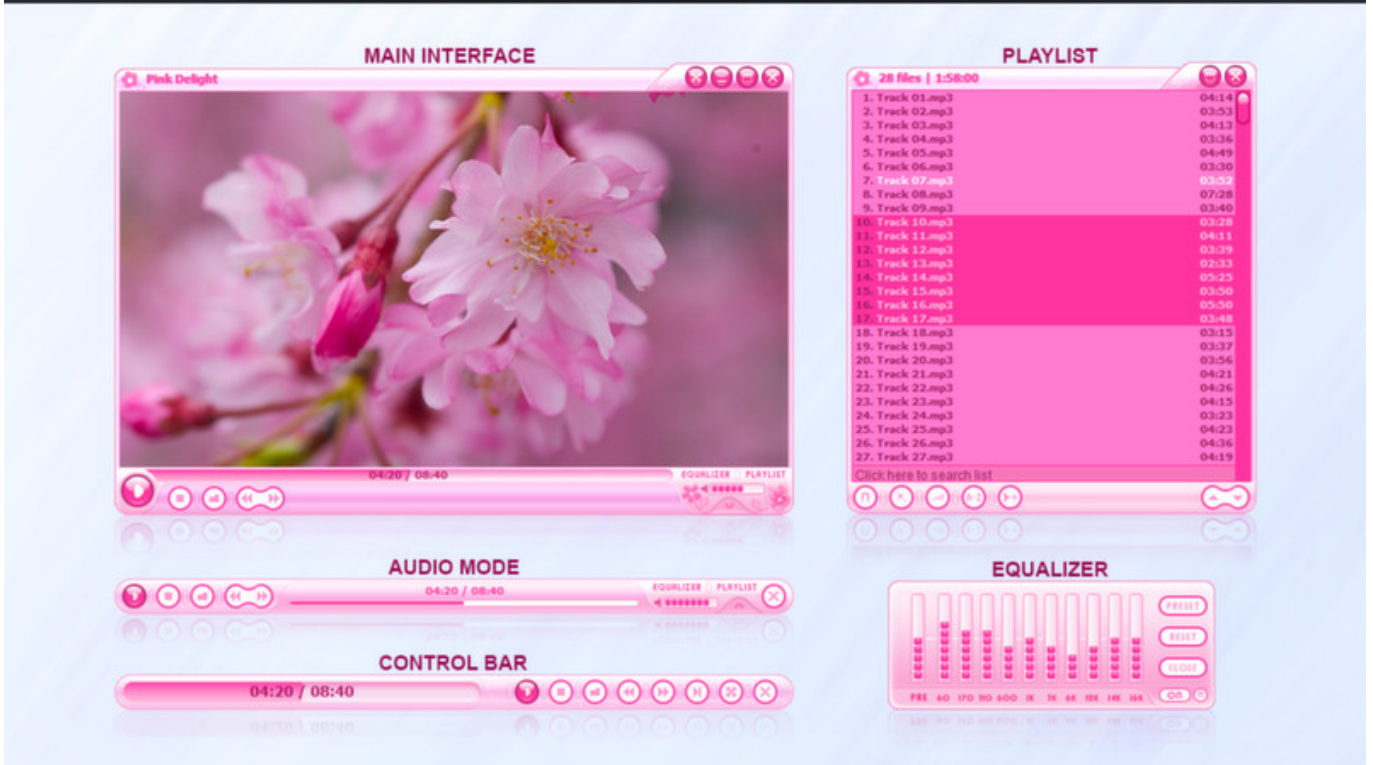 MAIN INTERFACE
Pink Delight
04:20 / 08:40
EQUALIZER PLAYLIST
PLAYLIST
28 files | 1:58:00
1. Track 01.mp3 04:14
2. Track 02.mp3 03:53
3. Track 03.mp3 04:13
4. Track 04.mp3 03:36
5. Track 05.mp3 04:49
6. Track 06.mp3 03:30
7. Track 07.mp3 03:52
8. Track 08.mp3 07:28
9. Track 09.mp3 03:40
10. Track 10.mp3 03:28
11. Track 11.mp3 04:11
12. Track 12.mp3 03:39
13. Track 13.mp3 02:33
14. Track 14.mp3 05:25
15. Track 15.mp3 03:50
16. Track 16.mp3 05:50
17. Track 17.mp3 03:48
18. Track 18.mp3 03:15
19. Track 19.mp3 03:37
20. Track 20.mp3 03:56
21. Track 21.mp3 04:21
22. Track 22.mp3 04:26
23. Track 23.mp3 04:15
24. Track 24.mp3 03:23
25. Track 25.mp3 04:23
26. Track 26.mp3 04:36
27. Track 27.mp3 04:19
Click here to search list
AUDIO MODE
04:20 / 08:40
EQUALIZER PLAYLIST
CONTROL BAR
04:20 / 08:40
EQUALIZER
PRESET
RESET
CLOSE
PRE 60 170 310 600 1K 3K 6K 12K 14K 16K ON